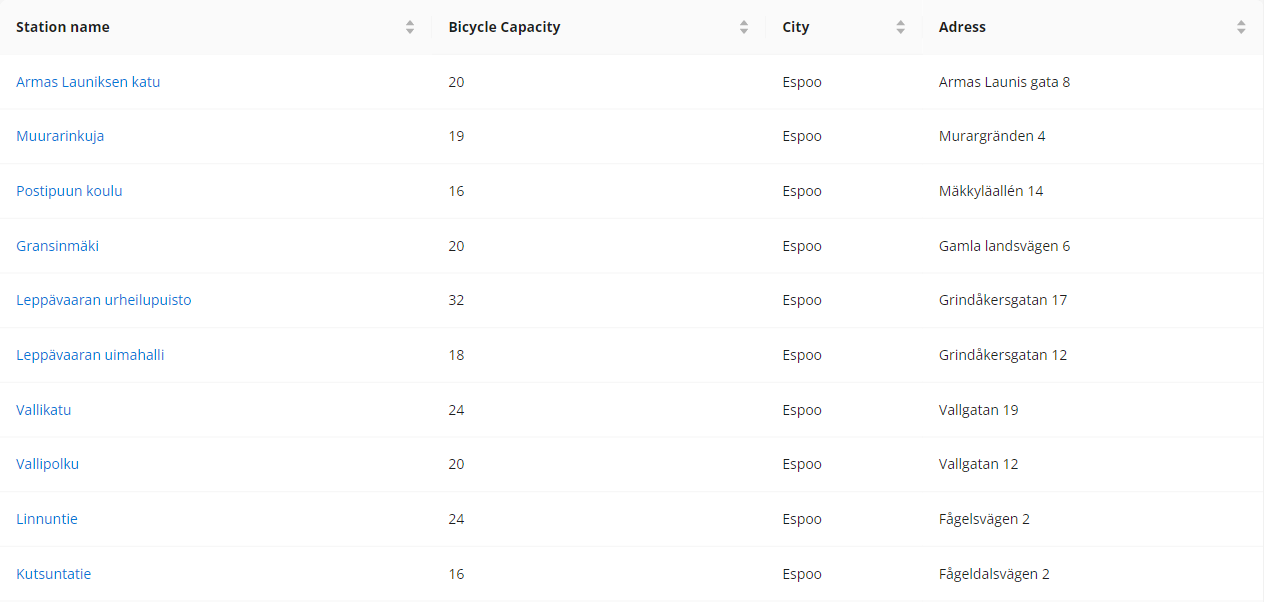 Station name Bicycle Capacity City Adress
Armas Launiksen katu 20 Espoo Armas Launis gata 8
Muurarinkuja 19 Espoo Murargränden 4
Postipuun koulu 16 Espoo Mäkkyläallén 14
Gransinmäki 20 Espoo Gamla landsvägen 6
Leppävaaran urheilupuisto 32 Espoo Grindåkersgatan 17
Leppävaaran uimahalli 18 Espoo Grindåkersgatan 12
Vallikatu 24 Espoo Vallgatan 19
Vallipolku 20 Espoo Vallgatan 12
Linnuntie 24 Espoo Fågelsvägen 2
Kutsuntatie 16 Espoo Fågeldalsvägen 2